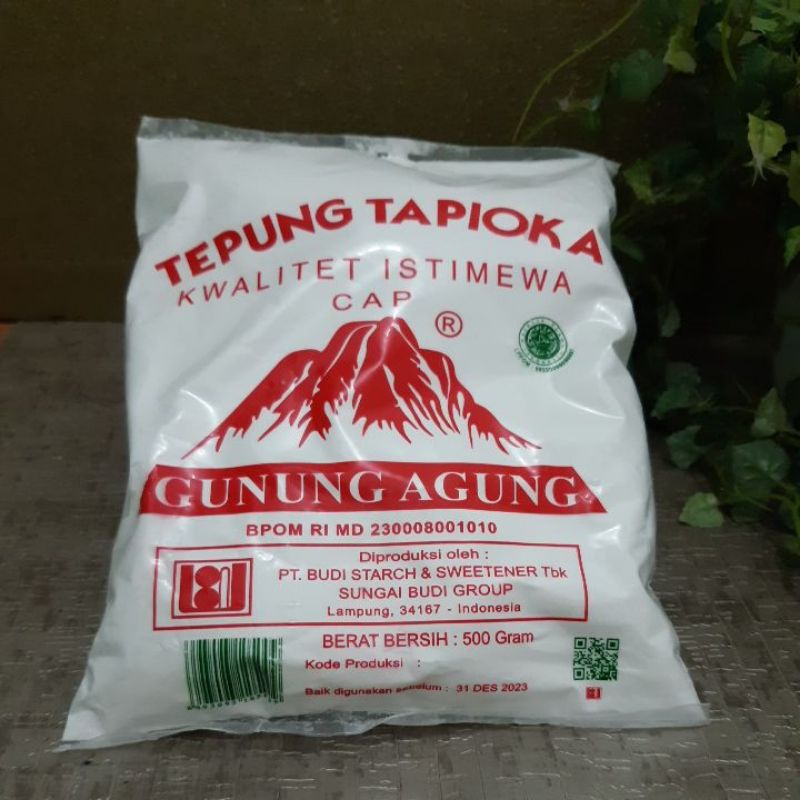 TEPUNG TAPIOKA
KWALITET ISTIMEWA
CAP
®
GUNUNG AGUNG
BPOM RI MD 230008001010
Diproduksi oleh :
PT. BUDI STARCH & SWEETENER Tbk
SUNGAI BUDI GROUP
Lampung, 34167 - Indonesia
BERAT BERSIH : 500 Gram
Kode Produksi :
Baik digunakan sebelum : 31 DES 2023